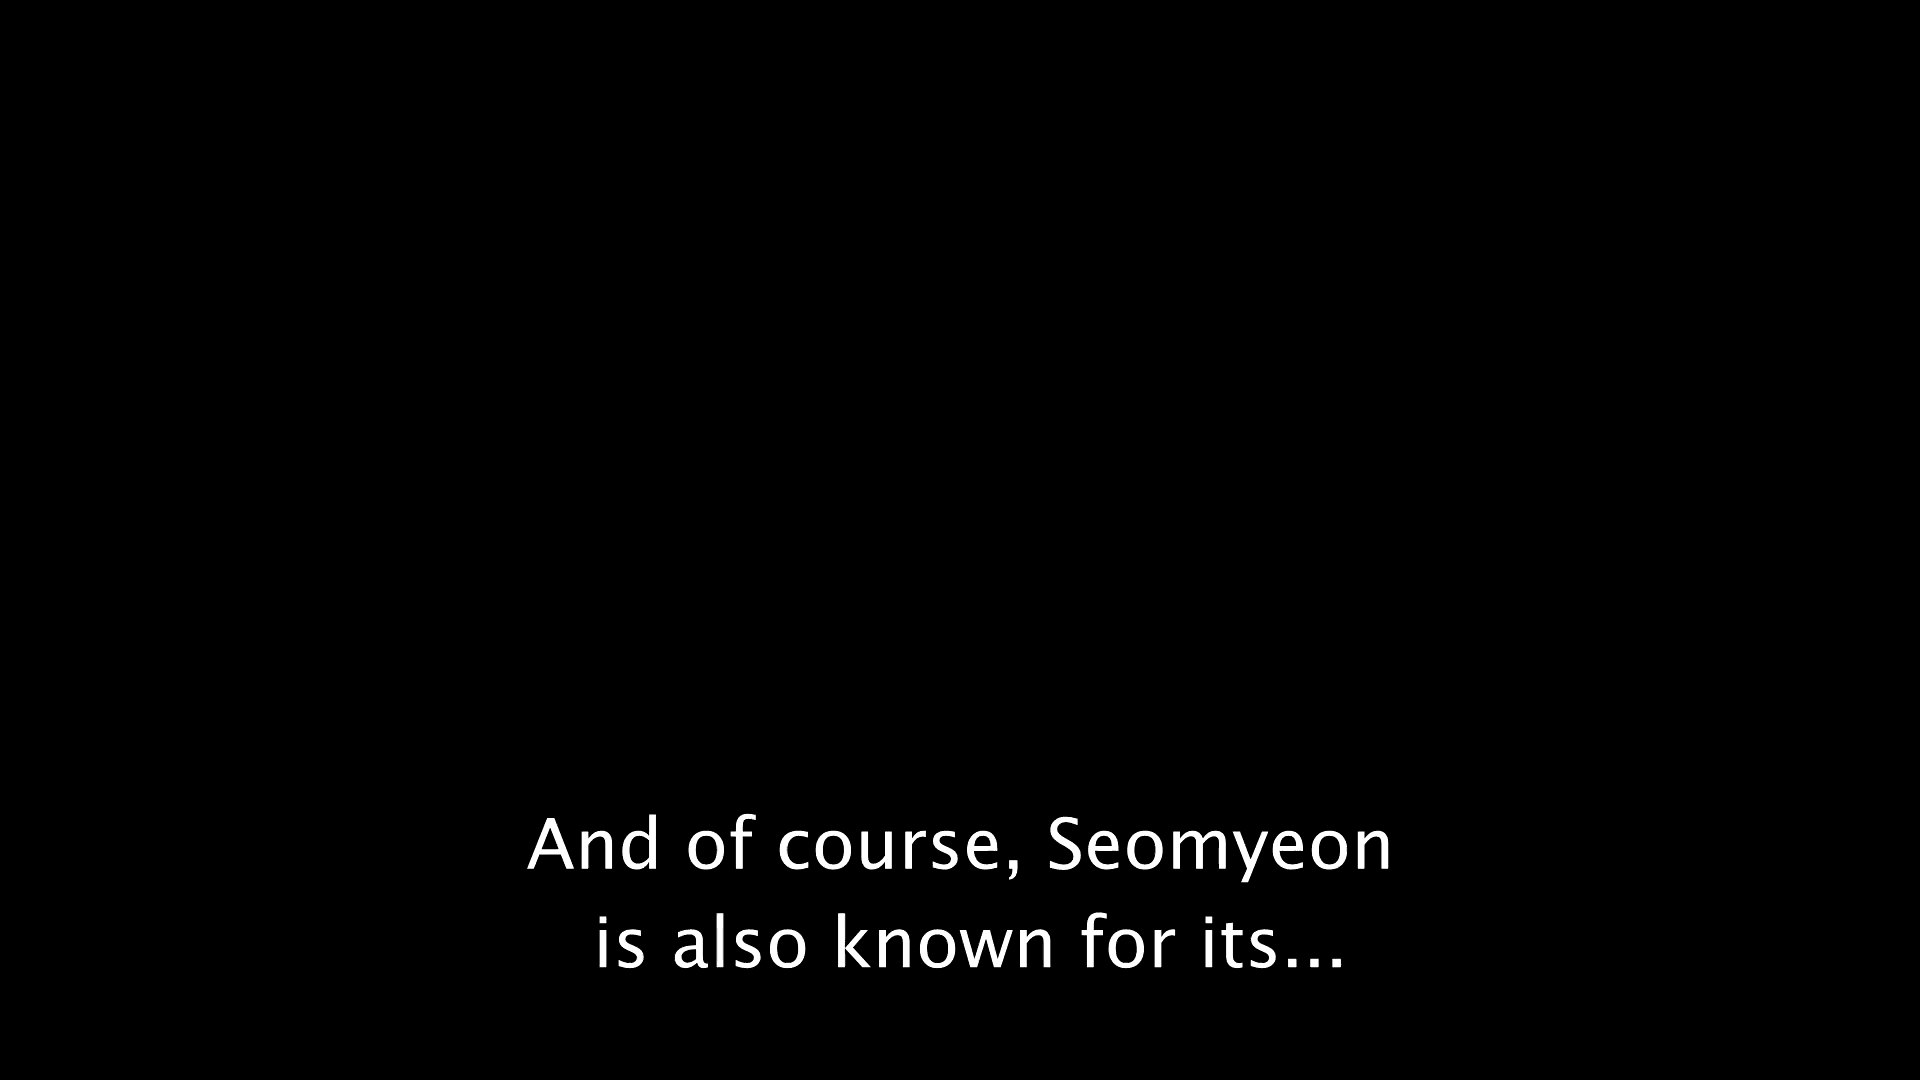 And of course, Seomyeon
is also known for its...